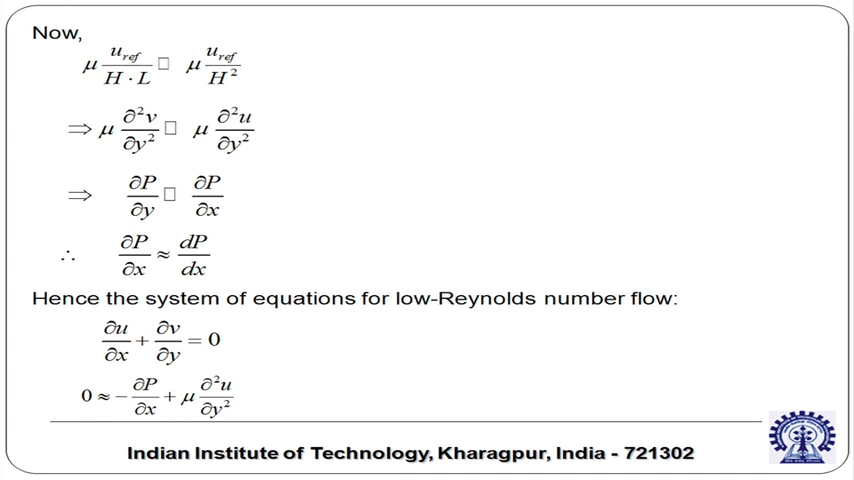 Now,
μ u_ref / (H · L) □ μ u_ref / H²
⇒ μ ∂²v/∂y² □ μ ∂²u/∂y²
⇒ ∂P/∂y □ ∂P/∂x
∴ ∂P/∂x ≈ dP/dx
Hence the system of equations for low-Reynolds number flow:
∂u/∂x + ∂v/∂y = 0
0 ≈ − ∂P/∂x + μ ∂²u/∂y²
Indian Institute of Technology, Kharagpur, India - 721302